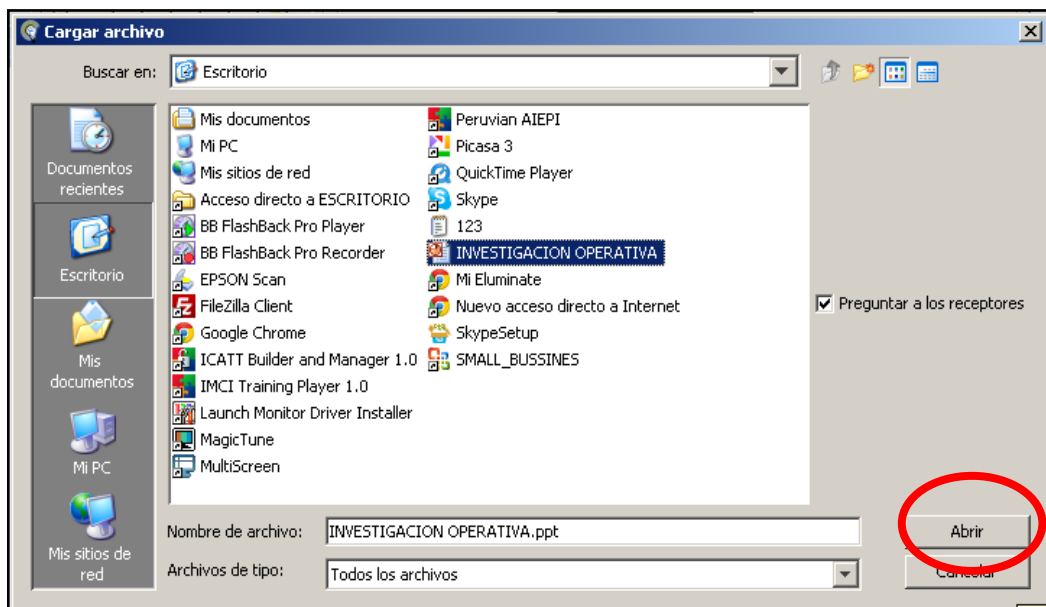 Cargar archivo
Buscar en:
Escritorio
Documentos
recientes
Escritorio
Mis
documentos
Mi PC
Mis sitios de
red
Mis documentos
Mi PC
Mis sitios de red
Acceso directo a ESCRITORIO
BB FlashBack Pro Player
BB FlashBack Pro Recorder
EPSON Scan
FileZilla Client
Google Chrome
ICATT Builder and Manager 1.0
IMCI Training Player 1.0
Launch Monitor Driver Installer
MagicTune
MultiScreen
Peruvian AIEPI
Picasa 3
QuickTime Player
Skype
123
INVESTIGACION OPERATIVA
Mi Eluminate
Nuevo acceso directo a Internet
SkypeSetup
SMALL_BUSSINES
Preguntar a los receptores
Nombre de archivo:
INVESTIGACION OPERATIVA.ppt
Abrir
Archivos de tipo:
Todos los archivos
Cancelar